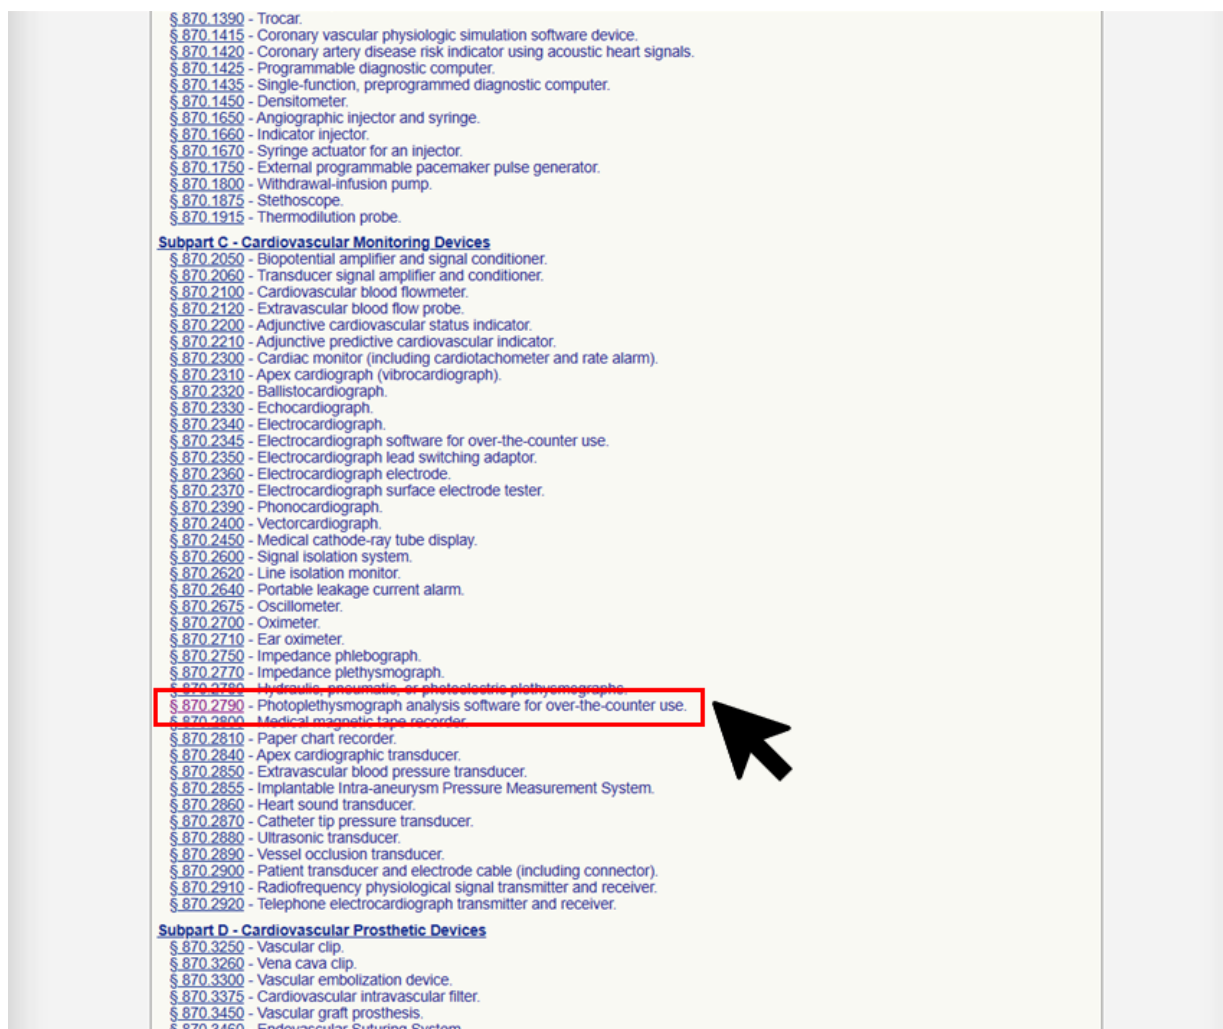 § 870.1390 - Trocar.
§ 870.1415 - Coronary vascular physiologic simulation software device.
§ 870.1420 - Coronary artery disease risk indicator using acoustic heart signals.
§ 870.1425 - Programmable diagnostic computer.
§ 870.1435 - Single-function, preprogrammed diagnostic computer.
§ 870.1450 - Densitometer.
§ 870.1650 - Angiographic injector and syringe.
§ 870.1660 - Indicator injector.
§ 870.1670 - Syringe actuator for an injector.
§ 870.1750 - External programmable pacemaker pulse generator.
§ 870.1800 - Withdrawal-infusion pump.
§ 870.1875 - Stethoscope.
§ 870.1915 - Thermodilution probe.
Subpart C - Cardiovascular Monitoring Devices
§ 870.2050 - Biopotential amplifier and signal conditioner.
§ 870.2060 - Transducer signal amplifier and conditioner.
§ 870.2100 - Cardiovascular blood flowmeter.
§ 870.2120 - Extravascular blood flow probe.
§ 870.2200 - Adjunctive cardiovascular status indicator.
§ 870.2210 - Adjunctive predictive cardiovascular indicator.
§ 870.2300 - Cardiac monitor (including cardiotachometer and rate alarm).
§ 870.2310 - Apex cardiograph (vibrocardiograph).
§ 870.2320 - Ballistocardiograph.
§ 870.2330 - Echocardiograph.
§ 870.2340 - Electrocardiograph.
§ 870.2345 - Electrocardiograph software for over-the-counter use.
§ 870.2350 - Electrocardiograph lead switching adaptor.
§ 870.2360 - Electrocardiograph electrode.
§ 870.2370 - Electrocardiograph surface electrode tester.
§ 870.2390 - Phonocardiograph.
§ 870.2400 - Vectorcardiograph.
§ 870.2450 - Medical cathode-ray tube display.
§ 870.2600 - Signal isolation system.
§ 870.2620 - Line isolation monitor.
§ 870.2640 - Portable leakage current alarm.
§ 870.2675 - Oscillometer.
§ 870.2700 - Oximeter.
§ 870.2710 - Ear oximeter.
§ 870.2750 - Impedance phlebograph.
§ 870.2770 - Impedance plethysmograph.
§ 870.2780 - Hydraulic, pneumatic, or photoelectric plethysmographs.
§ 870.2790 - Photoplethysmograph analysis software for over-the-counter use.
§ 870.2800 - Medical magnetic tape recorder.
§ 870.2810 - Paper chart recorder.
§ 870.2840 - Apex cardiographic transducer.
§ 870.2850 - Extravascular blood pressure transducer.
§ 870.2855 - Implantable Intra-aneurysm Pressure Measurement System.
§ 870.2860 - Heart sound transducer.
§ 870.2870 - Catheter tip pressure transducer.
§ 870.2880 - Ultrasonic transducer.
§ 870.2890 - Vessel occlusion transducer.
§ 870.2900 - Patient transducer and electrode cable (including connector).
§ 870.2910 - Radiofrequency physiological signal transmitter and receiver.
§ 870.2920 - Telephone electrocardiograph transmitter and receiver.
Subpart D - Cardiovascular Prosthetic Devices
§ 870.3250 - Vascular clip.
§ 870.3260 - Vena cava clip.
§ 870.3300 - Vascular embolization device.
§ 870.3375 - Cardiovascular intravascular filter.
§ 870.3450 - Vascular graft prosthesis.
§ 870.3460 - Endovascular Suturing System.